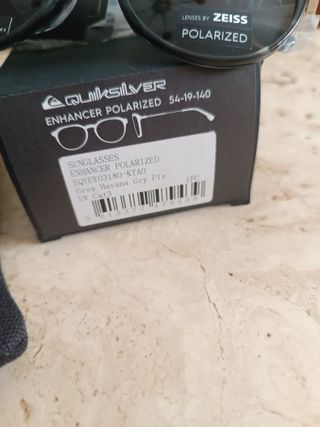 LENSES BY ZEISS
POLARIZED
QUIKSILVER
ENHANCER POLARIZED 54-19-140
SUNGLASSES
ENHANCER POLARIZED
EQYEY03180-KTA0
Grey Havana Gry Plz
UV Cat3 1PC